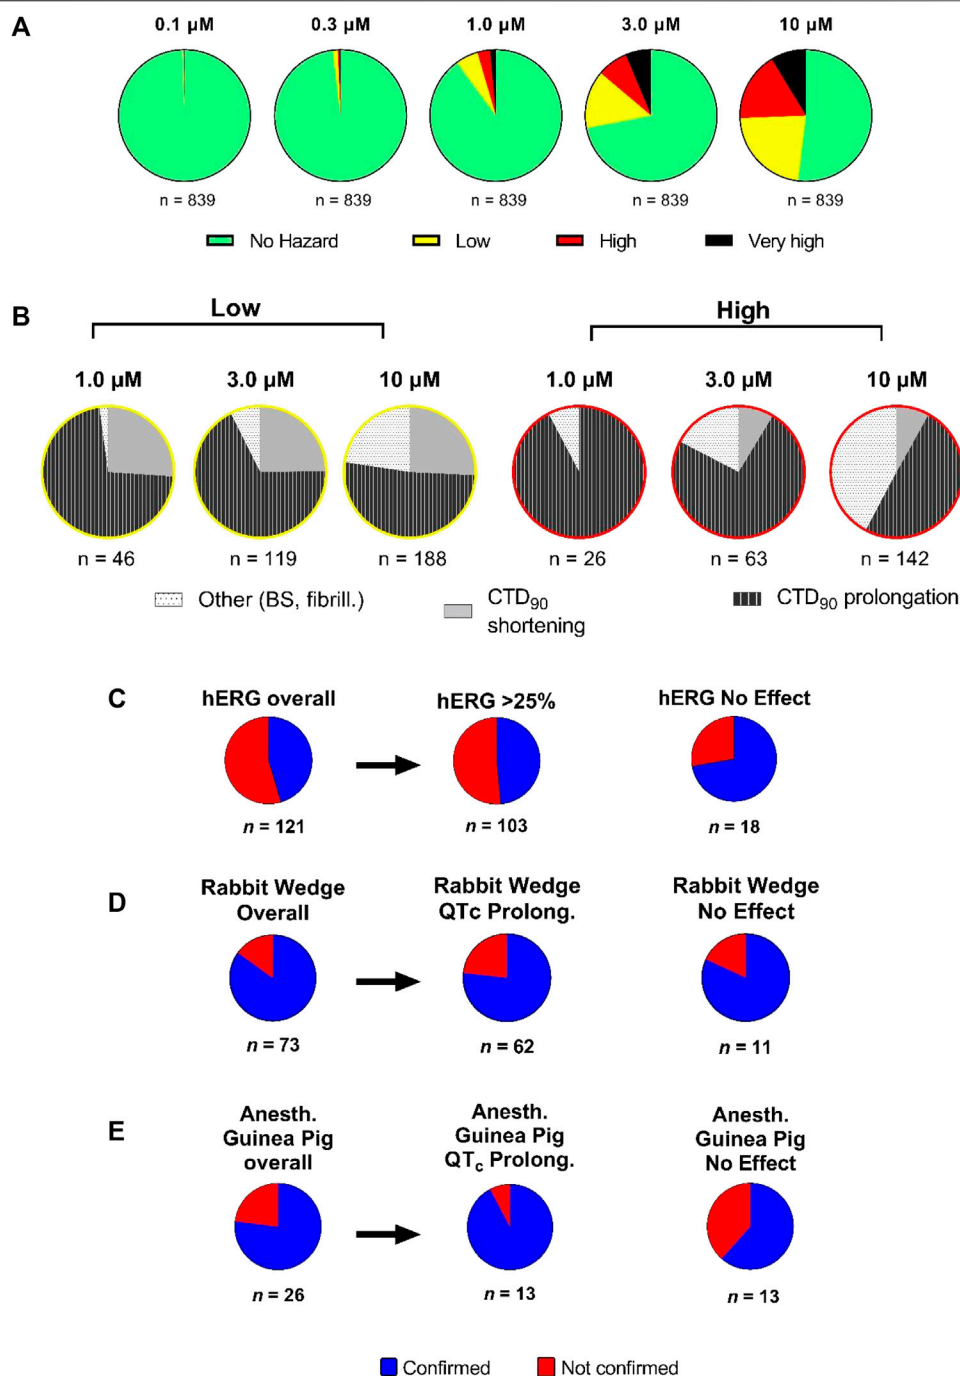 A
0.1 μM 0.3 μM 1.0 μM 3.0 μM 10 μM
n = 839 n = 839 n = 839 n = 839 n = 839
No Hazard Low High Very high
B
Low High
1.0 μM 3.0 μM 10 μM 1.0 μM 3.0 μM 10 μM
n = 46 n = 119 n = 188 n = 26 n = 63 n = 142
Other (BS, fibrill.) CTD90 shortening CTD90 prolongation
C
hERG overall hERG >25% hERG No Effect
n = 121 n = 103 n = 18
D
Rabbit Wedge Rabbit Wedge Rabbit Wedge
Overall QTc Prolong. No Effect
n = 73 n = 62 n = 11
E
Anesth. Anesth. Anesth.
Guinea Pig Guinea Pig Guinea Pig
overall QTc Prolong. No Effect
n = 26 n = 13 n = 13
Confirmed Not confirmed